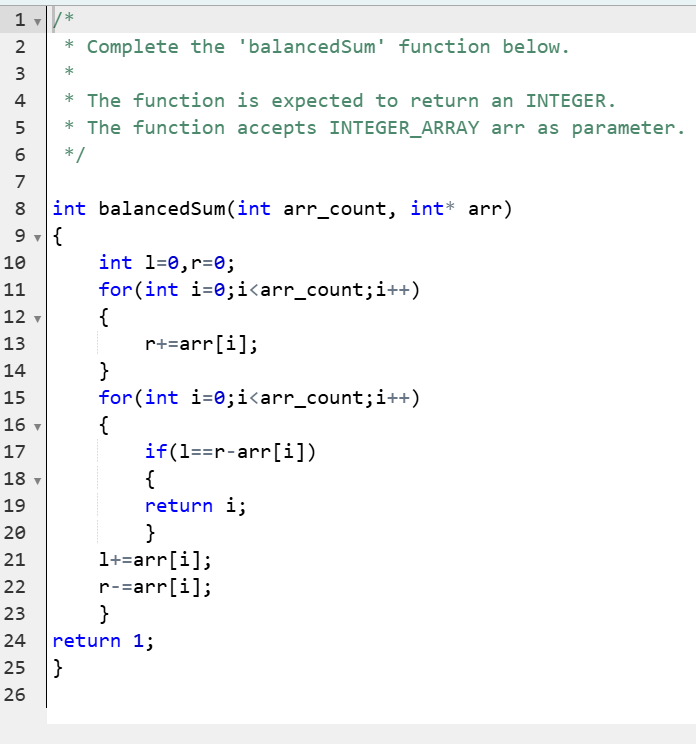 1 /*
2  * Complete the 'balancedSum' function below.
3  *
4  * The function is expected to return an INTEGER.
5  * The function accepts INTEGER_ARRAY arr as parameter.
6  */
7
8 int balancedSum(int arr_count, int* arr)
9 {
10     int l=0,r=0;
11     for(int i=0;i<arr_count;i++)
12     {
13         r+=arr[i];
14     }
15     for(int i=0;i<arr_count;i++)
16     {
17         if(l==r-arr[i])
18         {
19         return i;
20         }
21     l+=arr[i];
22     r-=arr[i];
23     }
24 return 1;
25 }
26